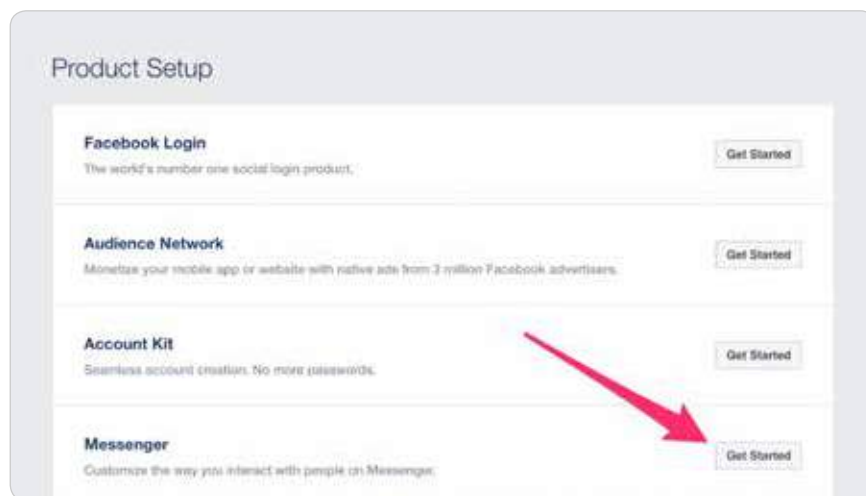 Product Setup
Facebook Login
The world's number one social login product.
Get Started
Audience Network
Monetize your mobile app or website with native ads from 3 million Facebook advertisers.
Get Started
Account Kit
Seamless account creation. No more passwords.
Get Started
Messenger
Customize the way you interact with people on Messenger.
Get Started